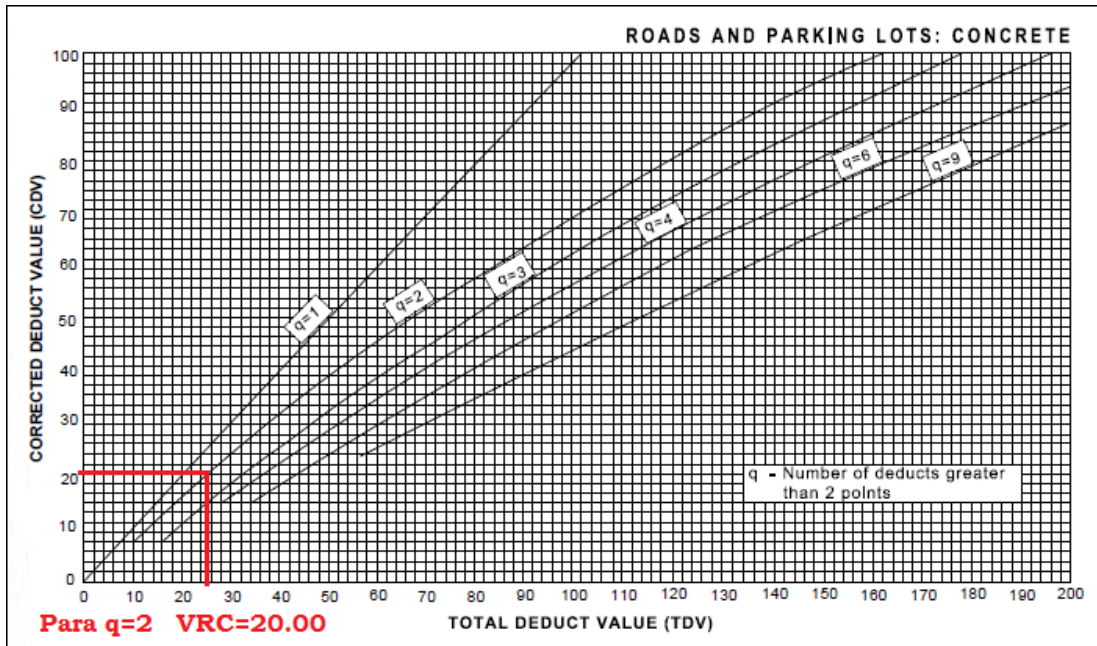 ROADS AND PARKING LOTS: CONCRETE
CORRECTED DEDUCT VALUE (CDV)
100
90
80
70
60
50
40
30
20
10
0
q=1
q=2
q=3
q=4
q=6
q=9
q - Number of deducts greater
than 2 points
0 10 20 30 40 50 60 70 80 90 100 110 120 130 140 150 160 170 180 190 200
Para q=2 VRC=20.00
TOTAL DEDUCT VALUE (TDV)